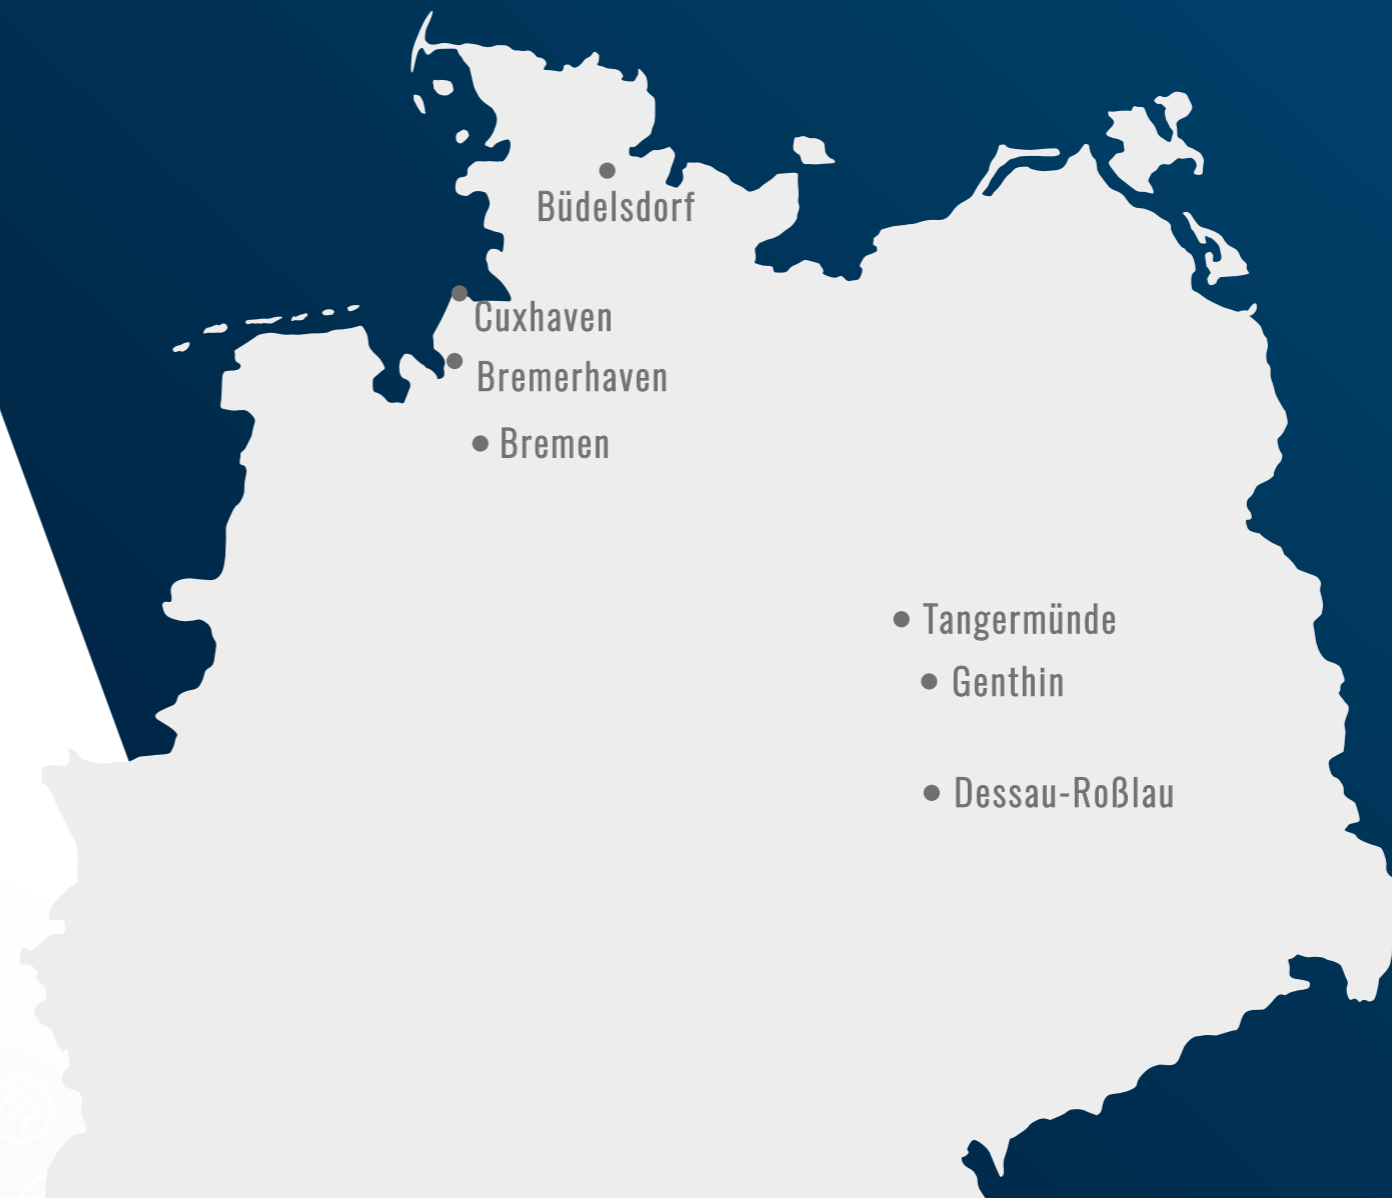 Büdelsdorf
Cuxhaven
Bremerhaven
Bremen
Tangermünde
Genthin
Dessau-Roßlau